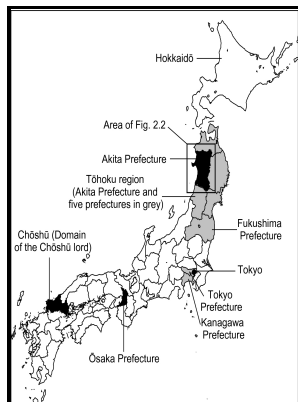 Hokkaidō
Area of Fig. 2.2
Akita Prefecture
Tōhoku region
(Akita Prefecture and
five prefectures in grey)
Fukushima
Prefecture
Chōshū (Domain
of the Chōshū lord)
Tokyo
Tokyo
Prefecture
Kanagawa
Prefecture
Ōsaka Prefecture